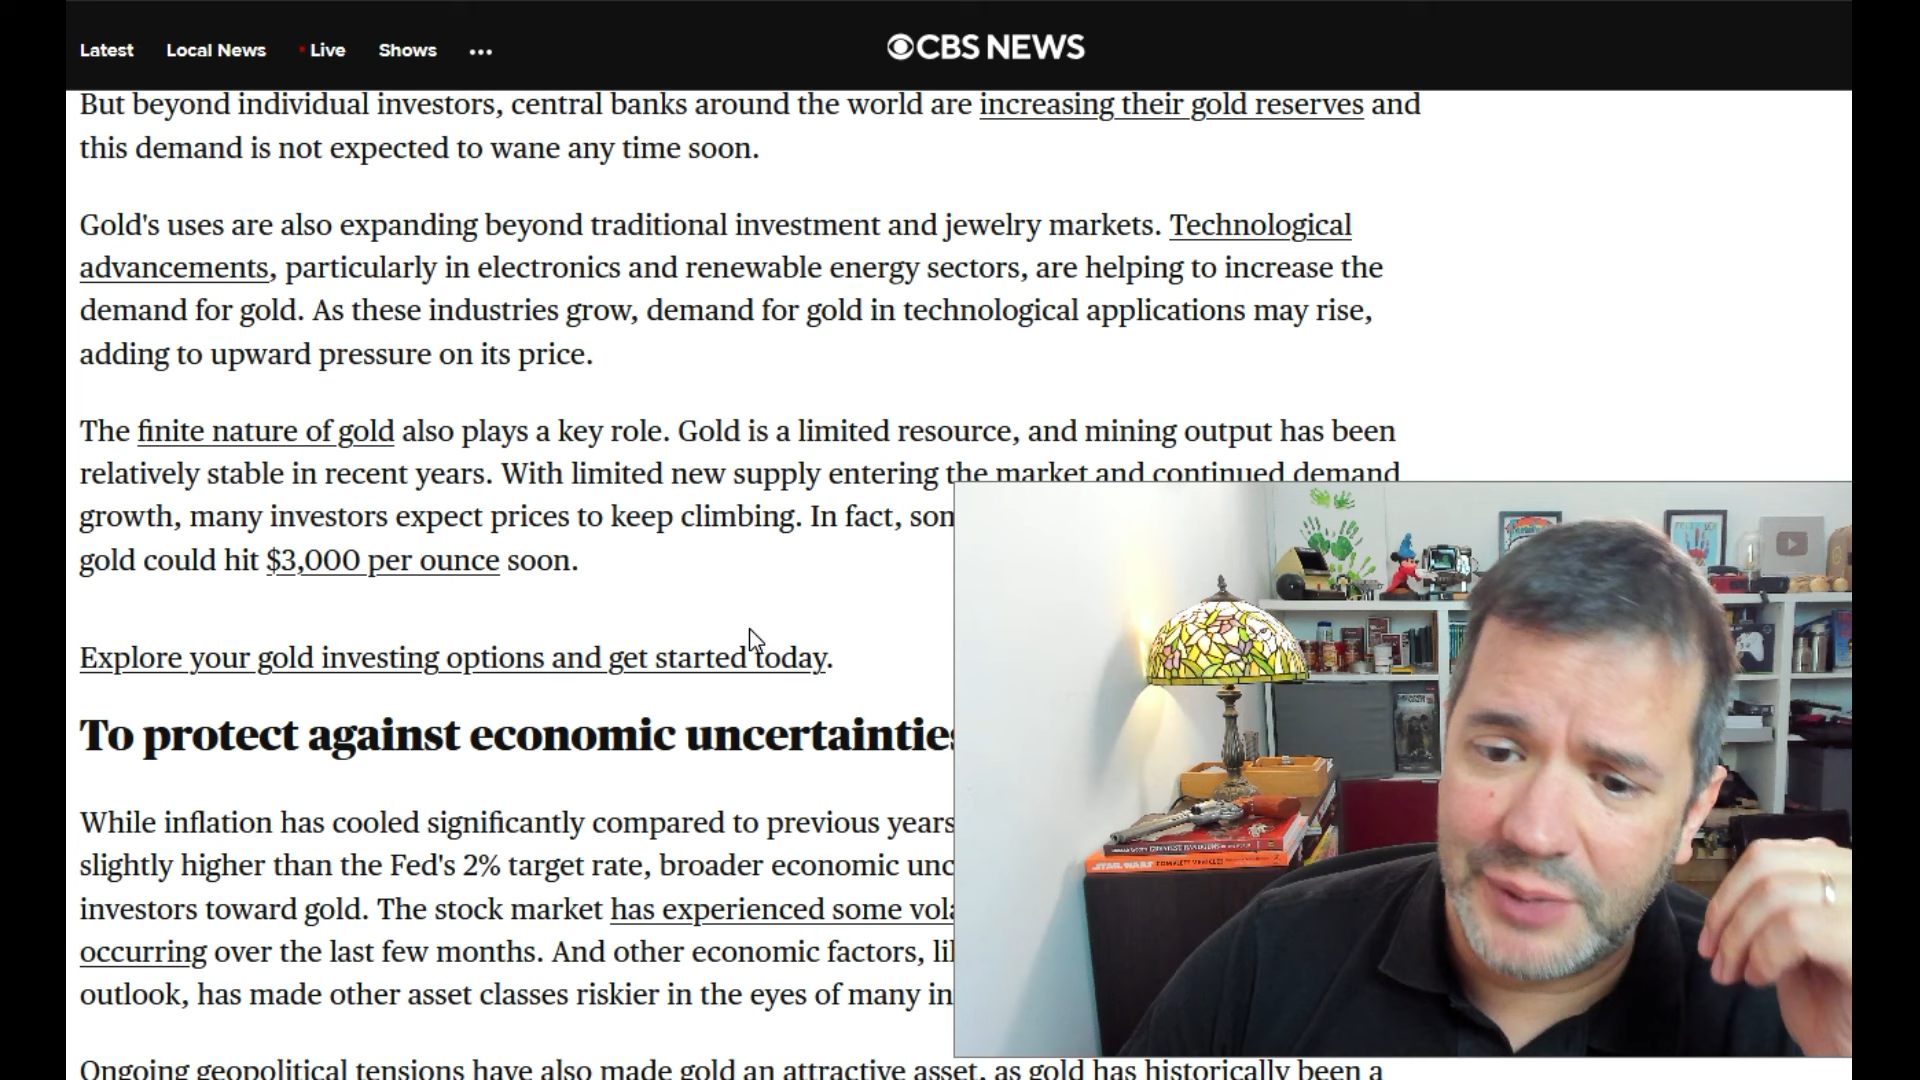 Latest Local News Live Shows •••
CBS NEWS
But beyond individual investors, central banks around the world are increasing their gold reserves and
this demand is not expected to wane any time soon.
Gold's uses are also expanding beyond traditional investment and jewelry markets. Technological
advancements, particularly in electronics and renewable energy sectors, are helping to increase the
demand for gold. As these industries grow, demand for gold in technological applications may rise,
adding to upward pressure on its price.
The finite nature of gold also plays a key role. Gold is a limited resource, and mining output has been
relatively stable in recent years. With limited new supply entering the market and continued demand
growth, many investors expect prices to keep climbing. In fact,
gold could hit $3,000 per ounce soon.
Explore your gold investing options and get started today.
To protect against economic uncertainties
While inflation has cooled significantly compared to previous years
slightly higher than the Fed's 2% target rate, broader economic
investors toward gold. The stock market has experienced some
occurring over the last few months. And other economic factors,
outlook, has made other asset classes riskier in the eyes of many
Ongoing geopolitical tensions have also made gold an attractive asset, as gold has historically been a
STAR WARS COMPLETE VEHICLES